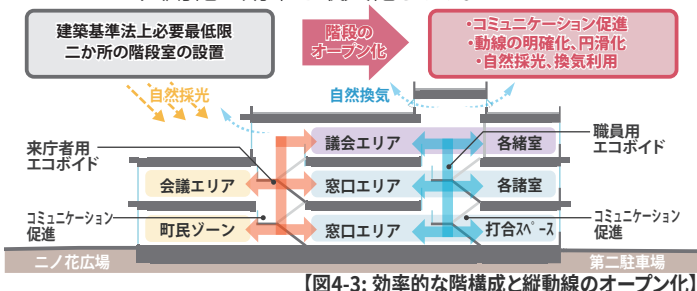 建築基準法上必要最低限
二か所の階段室の設置
階段の
オープン化
・コミュニケーション促進
・動線の明確化、円滑化
・自然採光、換気利用
自然採光
自然換気
来庁者用
エコボイド
職員用
エコボイド
議会エリア
各緒室
会議エリア
窓口エリア
各諸室
コミュニケーション
促進
町民ゾーン
窓口エリア
打合スペース
コミュニケーション
促進
ニノ花広場
第二駐車場
【図4-3: 効率的な階構成と縦動線のオープン化】